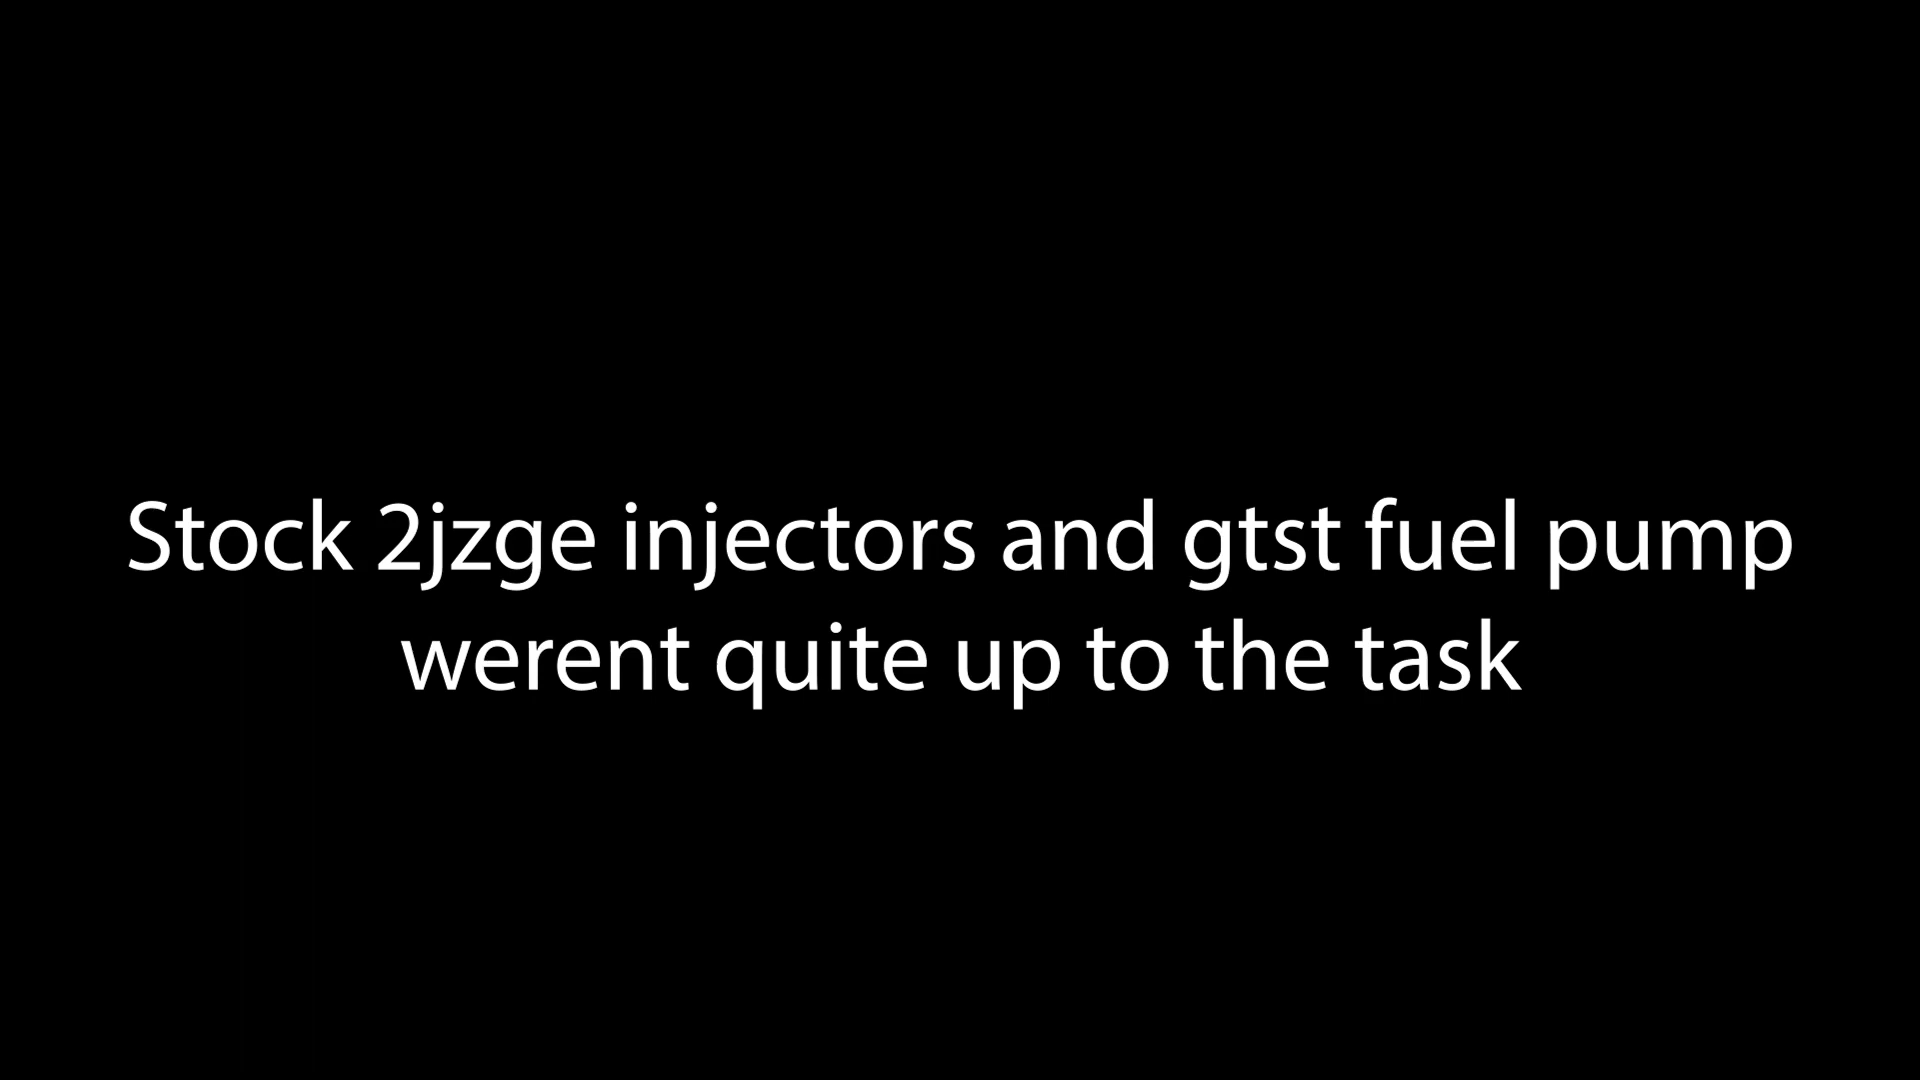 Stock 2jzge injectors and gtst fuel pump
werent quite up to the task